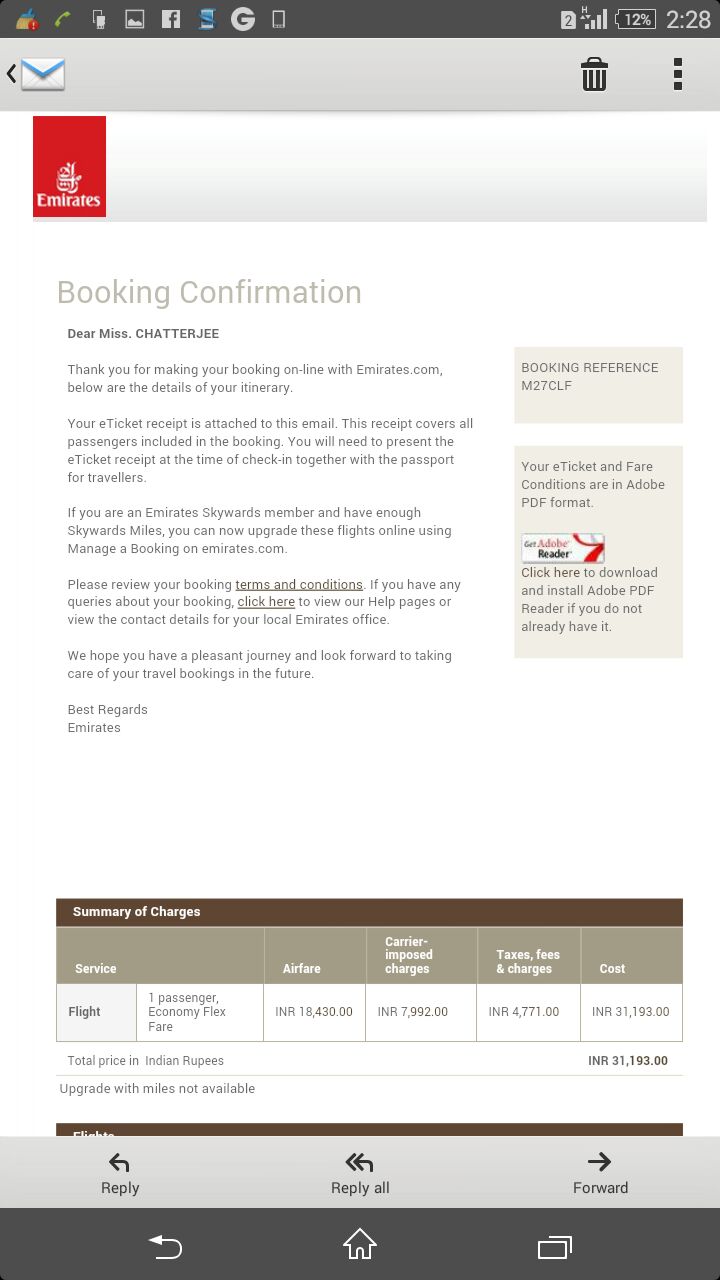 2 H 12% 2:28
Emirates
Booking Confirmation
Dear Miss. CHATTERJEE
Thank you for making your booking on-line with Emirates.com,
below are the details of your itinerary.
Your eTicket receipt is attached to this email. This receipt covers all
passengers included in the booking. You will need to present the
eTicket receipt at the time of check-in together with the passport
for travellers.
If you are an Emirates Skywards member and have enough
Skywards Miles, you can now upgrade these flights online using
Manage a Booking on emirates.com.
Please review your booking terms and conditions. If you have any
queries about your booking, click here to view our Help pages or
view the contact details for your local Emirates office.
We hope you have a pleasant journey and look forward to taking
care of your travel bookings in the future.
Best Regards
Emirates
BOOKING REFERENCE
M27CLF
Your eTicket and Fare
Conditions are in Adobe
PDF format.
Get Adobe
Reader
Click here to download
and install Adobe PDF
Reader if you do not
already have it.
Summary of Charges
Service Airfare Carrier-
imposed
charges Taxes, fees
& charges Cost
Flight 1 passenger,
Economy Flex
Fare INR 18,430.00 INR 7,992.00 INR 4,771.00 INR 31,193.00
Total price in Indian Rupees INR 31,193.00
Upgrade with miles not available
Flights
Reply Reply all Forward